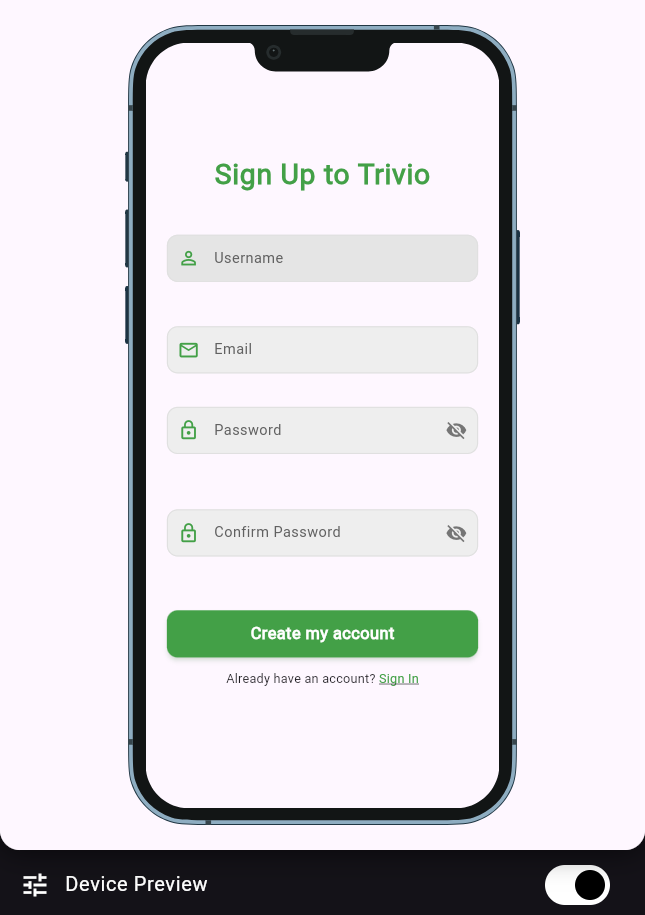 Sign Up to Trivio
Username
Email
Password
Confirm Password
Create my account
Already have an account? Sign In
Device Preview